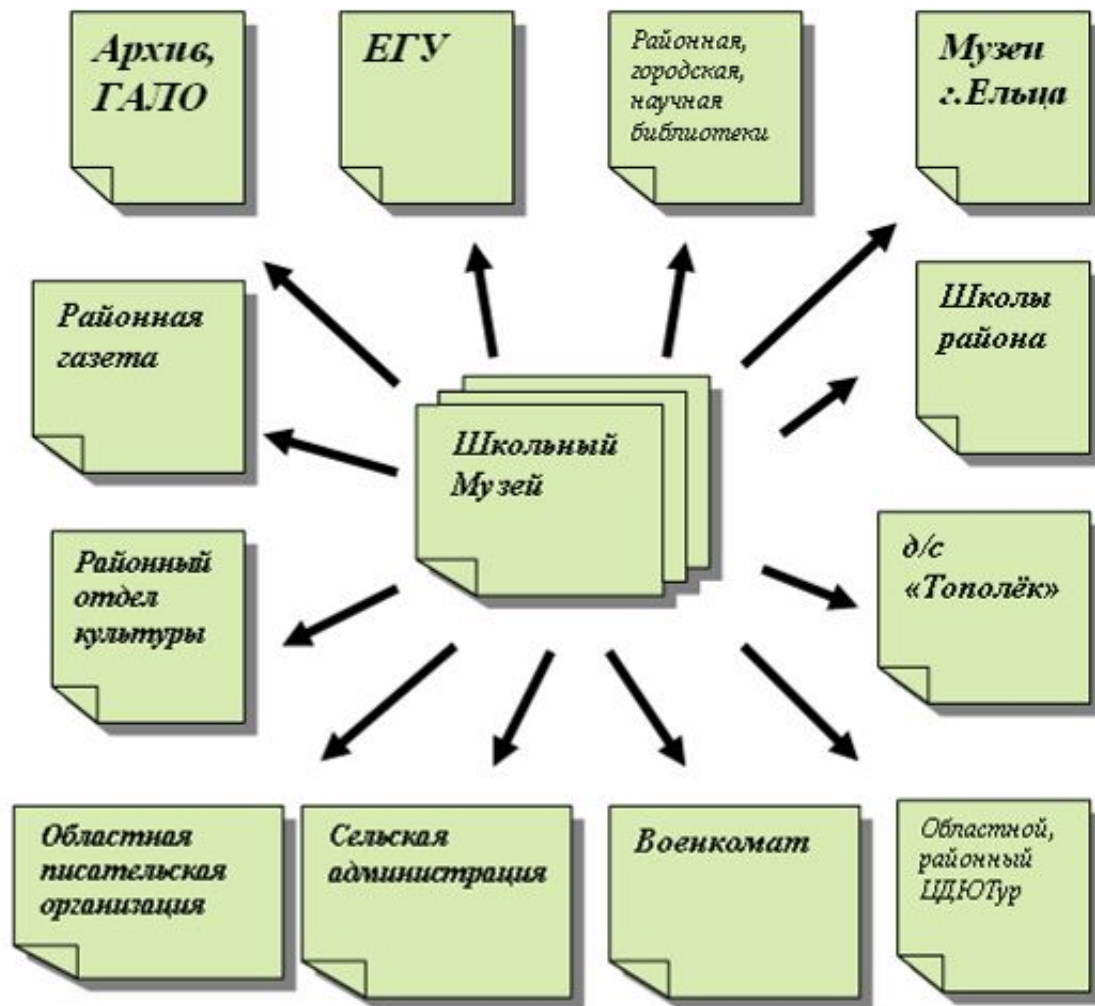 Архив,
ГАЛО
ЕГУ
Районная,
городская,
научная
библиотеки
Музеи
г.Ельца
Районная
газета
Школы
района
Школьный
Музей
Районный
отдел
культуры
д/с
«Тополёк»
Областная
писательская
организация
Сельская
администрация
Военкомат
Областной,
районный
ЦДЮТур